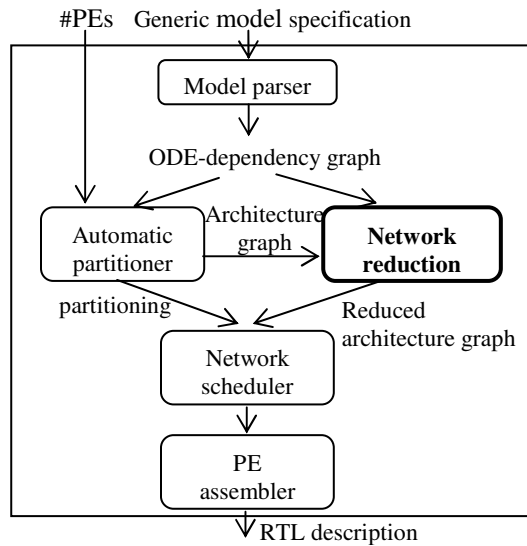 #PEs Generic model specification
Model parser
ODE-dependency graph
Architecture
graph
Automatic
partitioner
Network
reduction
partitioning
Reduced
architecture graph
Network
scheduler
PE
assembler
RTL description